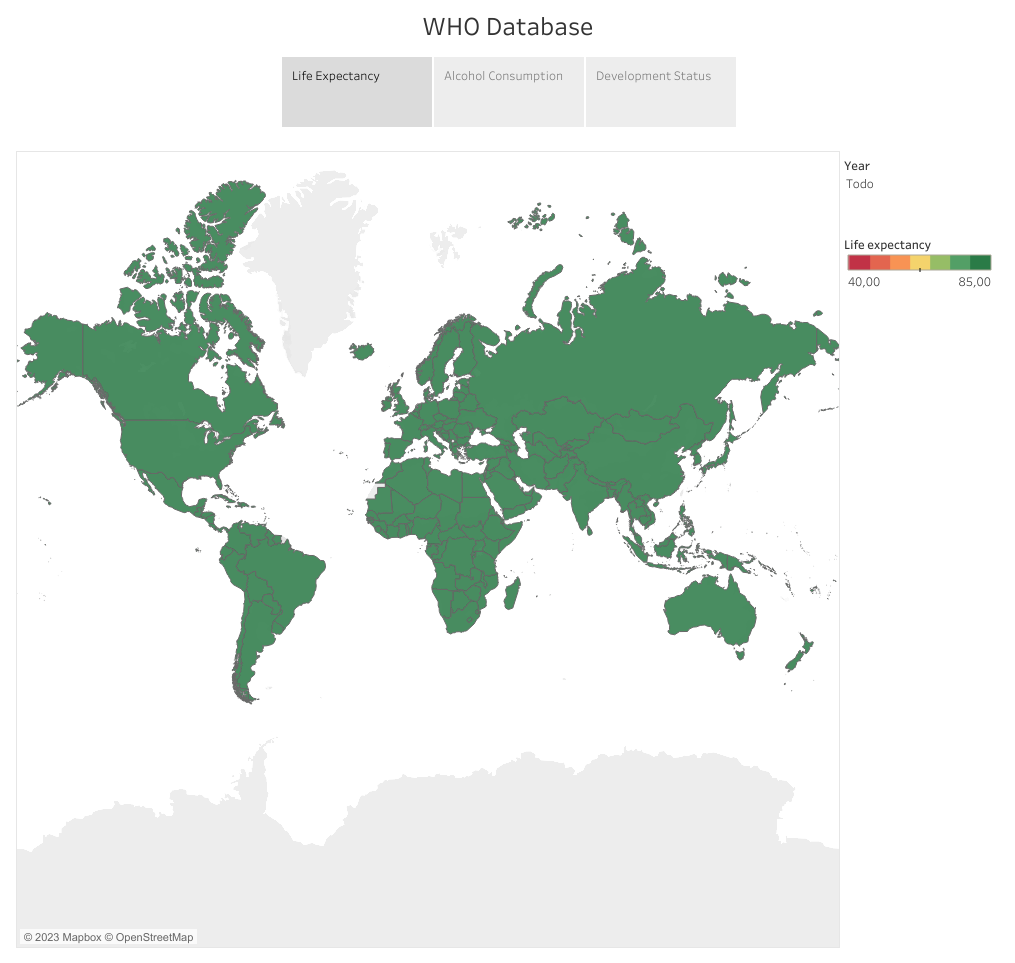 WHO Database
Life Expectancy
Alcohol Consumption
Development Status
Year
Todo
Life expectancy
40,00
85,00
© 2023 Mapbox © OpenStreetMap